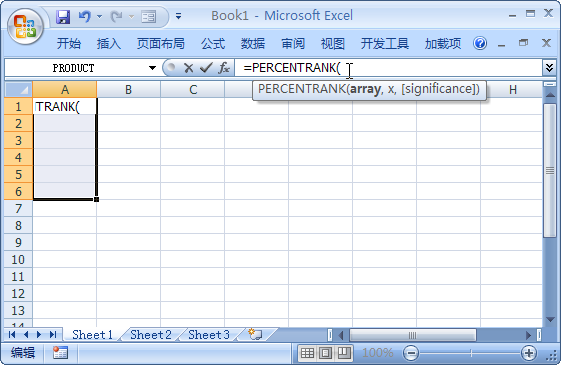 Book1 - Microsoft Excel
开始 插入 页面布局 公式 数据 审阅 视图 开发工具 加载项
PRODUCT fx =PERCENTRANK(
PERCENTRANK(array, x, [significance])
A B C H
1 TRANK(
2
3
4
5
6
7
8
9
10
11
12
13
14
Sheet1 Sheet2 Sheet3
编辑 100%